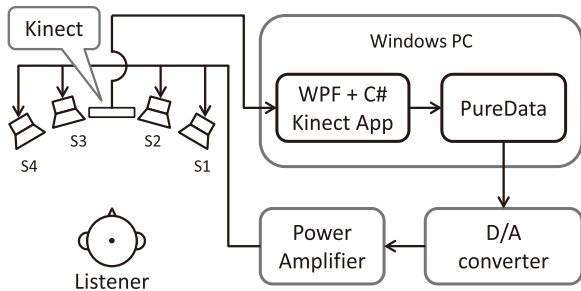 Kinect
Windows PC
WPF + C#
Kinect App
PureData
S4
S3
S2
S1
Power
Amplifier
D/A
converter
Listener